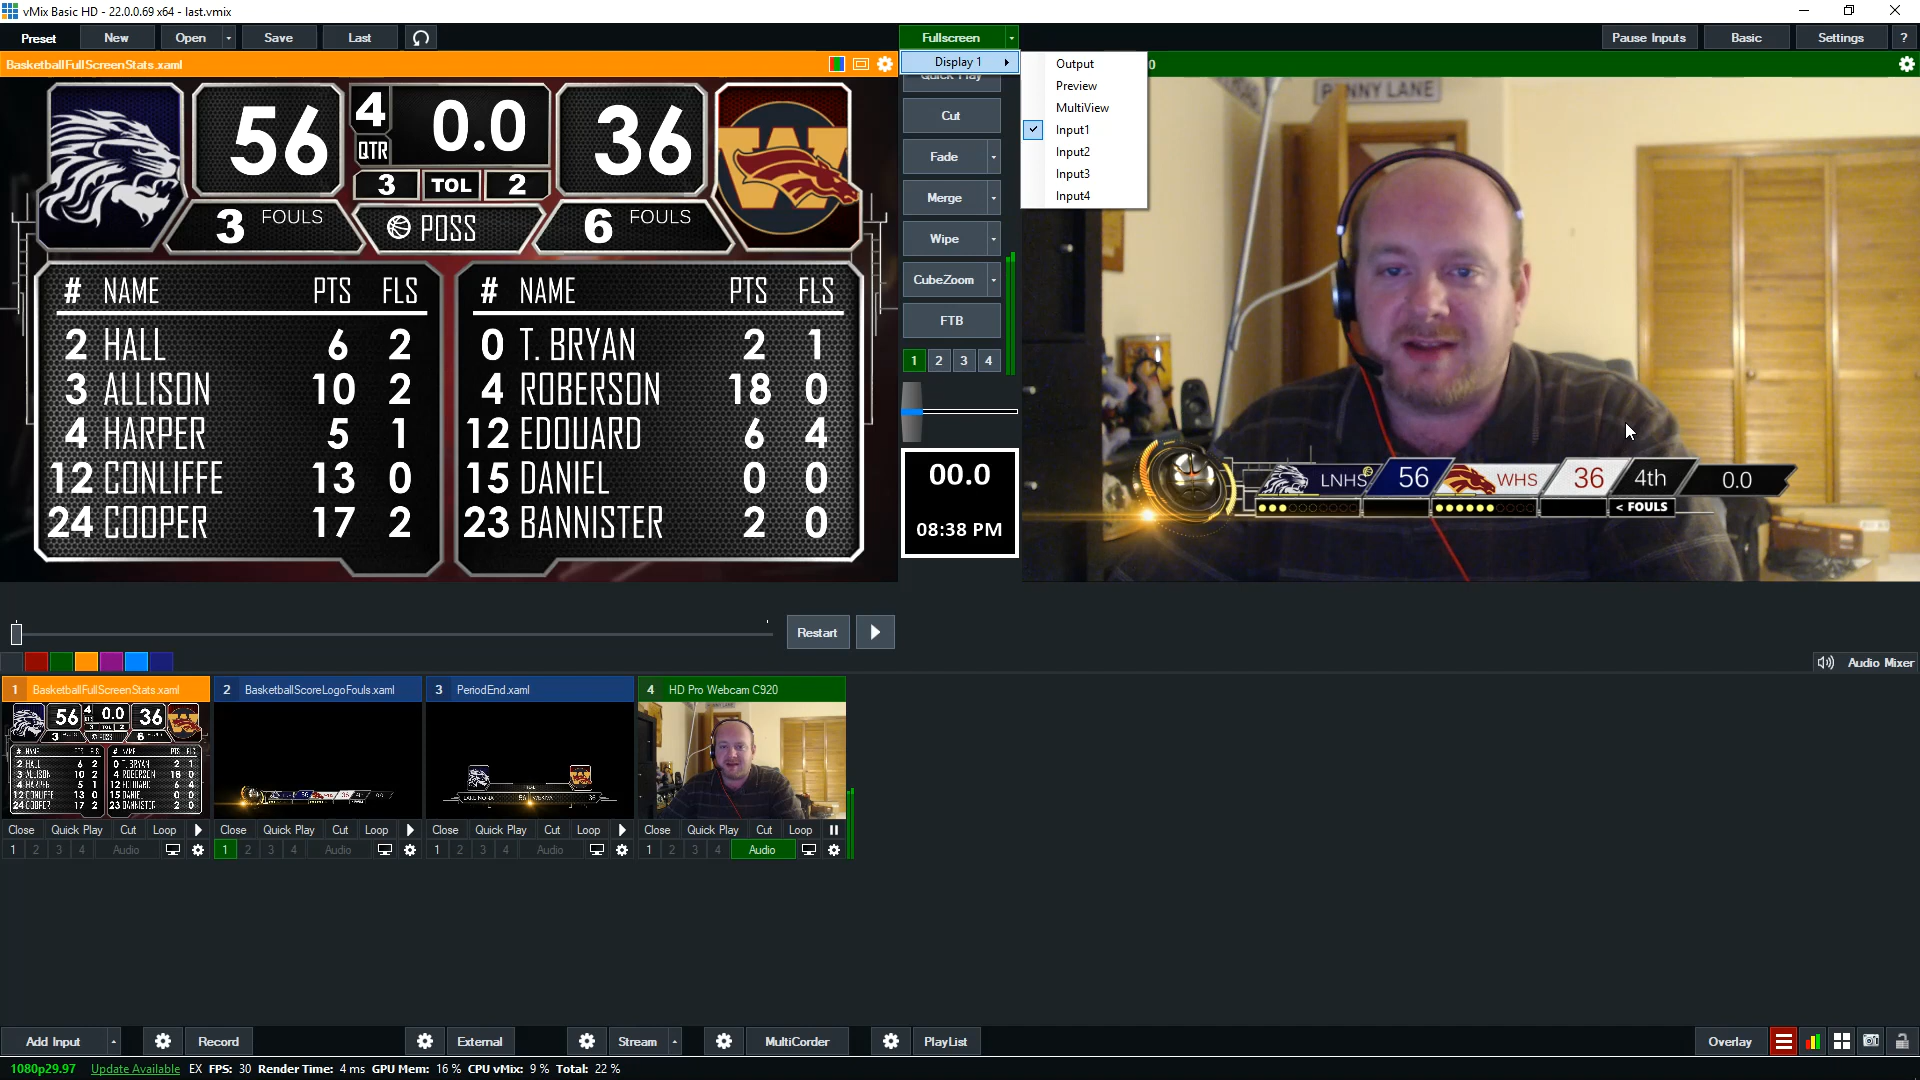 vMix Basic HD - 22.0.0.69 x64 - last.vmix
Preset New Open Save Last Fullscreen Pause Inputs Basic Settings ?
BasketballFullScreenStats.xaml
Display 1
Quick Play
Cut
Fade
Merge
Wipe
CubeZoom
FTB
1 2 3 4
00.0
08:38 PM
Output
Preview
MultiView
Input1
Input2
Input3
Input4
0
PENNY LANE
56 4 QTR 0.0 36
3 TOL 2
3 FOULS POSS 6 FOULS
# NAME PTS FLS # NAME PTS FLS
2 HALL 6 2 0 T. BRYAN 2 1
3 ALLISON 10 2 4 ROBERSON 18 0
4 HARPER 5 1 12 EDOUARD 6 4
12 CONLIFFE 13 0 15 DANIEL 0 0
24 COOPER 17 2 23 BANNISTER 2 0
LNHS 56 WHS 36 4th 0.0
< FOULS
Restart
Audio Mixer
1 BasketballFullScreenStats.xaml 2 BasketballScoreLogoFouls.xaml 3 PeriodEnd.xaml 4 HD Pro Webcam C920
Close Quick Play Cut Loop Close Quick Play Cut Loop Close Quick Play Cut Loop Close Quick Play Cut Loop
1 2 3 4 Audio 1 2 3 4 Audio 1 2 3 4 Audio 1 2 3 4 Audio
Add Input Record External Stream MultiCorder PlayList Overlay
1080p29.97 Update Available EX FPS: 30 Render Time: 4 ms GPU Mem: 16 % CPU vMix: 9 % Total: 22 %